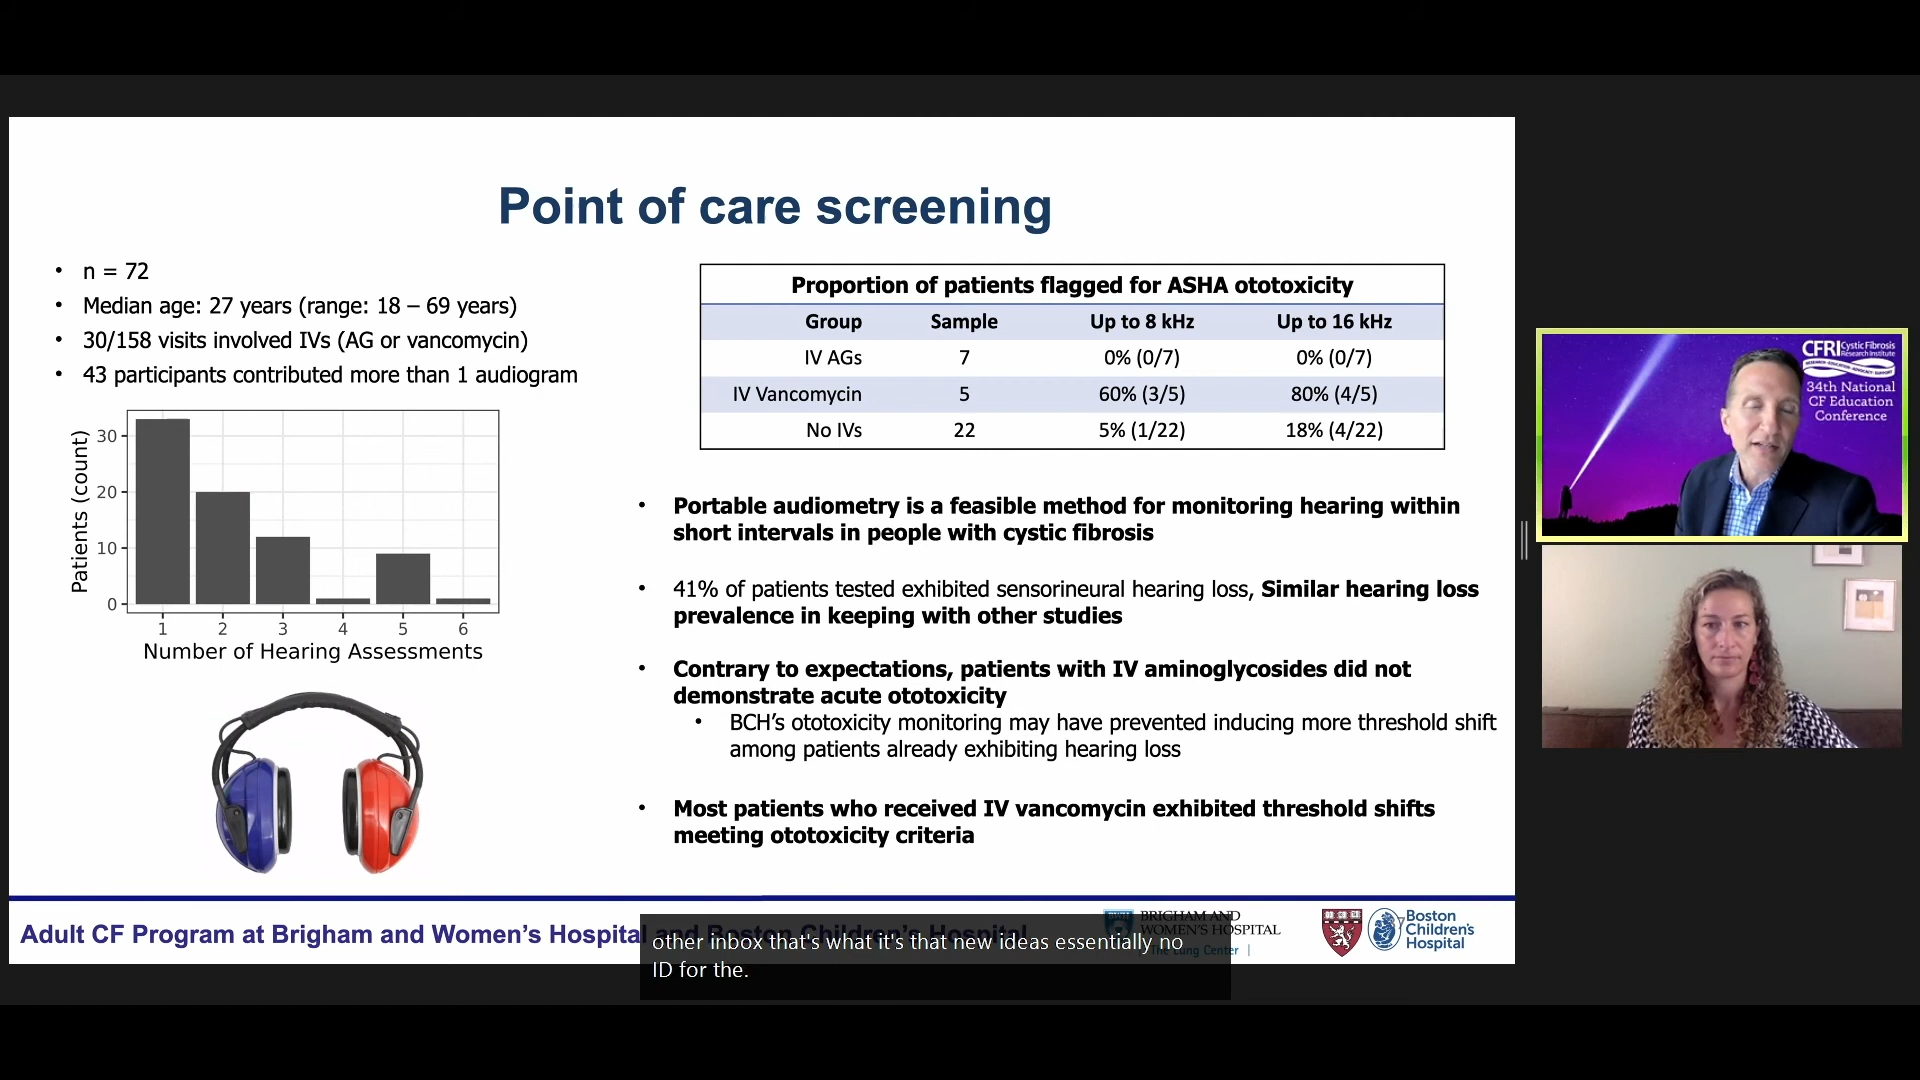 Point of care screening
• n = 72
• Median age: 27 years (range: 18 – 69 years)
• 30/158 visits involved IVs (AG or vancomycin)
• 43 participants contributed more than 1 audiogram
Patients (count)
30
20
10
0
1 2 3 4 5 6
Number of Hearing Assessments
Proportion of patients flagged for ASHA ototoxicity
Group Sample Up to 8 kHz Up to 16 kHz
IV AGs 7 0% (0/7) 0% (0/7)
IV Vancomycin 5 60% (3/5) 80% (4/5)
No IVs 22 5% (1/22) 18% (4/22)
• Portable audiometry is a feasible method for monitoring hearing within
short intervals in people with cystic fibrosis
• 41% of patients tested exhibited sensorineural hearing loss, Similar hearing loss
prevalence in keeping with other studies
• Contrary to expectations, patients with IV aminoglycosides did not
demonstrate acute ototoxicity
• BCH’s ototoxicity monitoring may have prevented inducing more threshold shift
among patients already exhibiting hearing loss
• Most patients who received IV vancomycin exhibited threshold shifts
meeting ototoxicity criteria
Adult CF Program at Brigham and Women’s Hospital and Boston Children’s Hospital
BRIGHAM AND
WOMEN'S HOSPITAL
The Lung Center |
Boston
Children's
Hospital
other inbox that's what it's that new ideas essentially no
ID for the.
CFRI Cystic Fibrosis
Research Institute
RESEARCH • EDUCATION • ADVOCACY • SUPPORT
34th National
CF Education
Conference